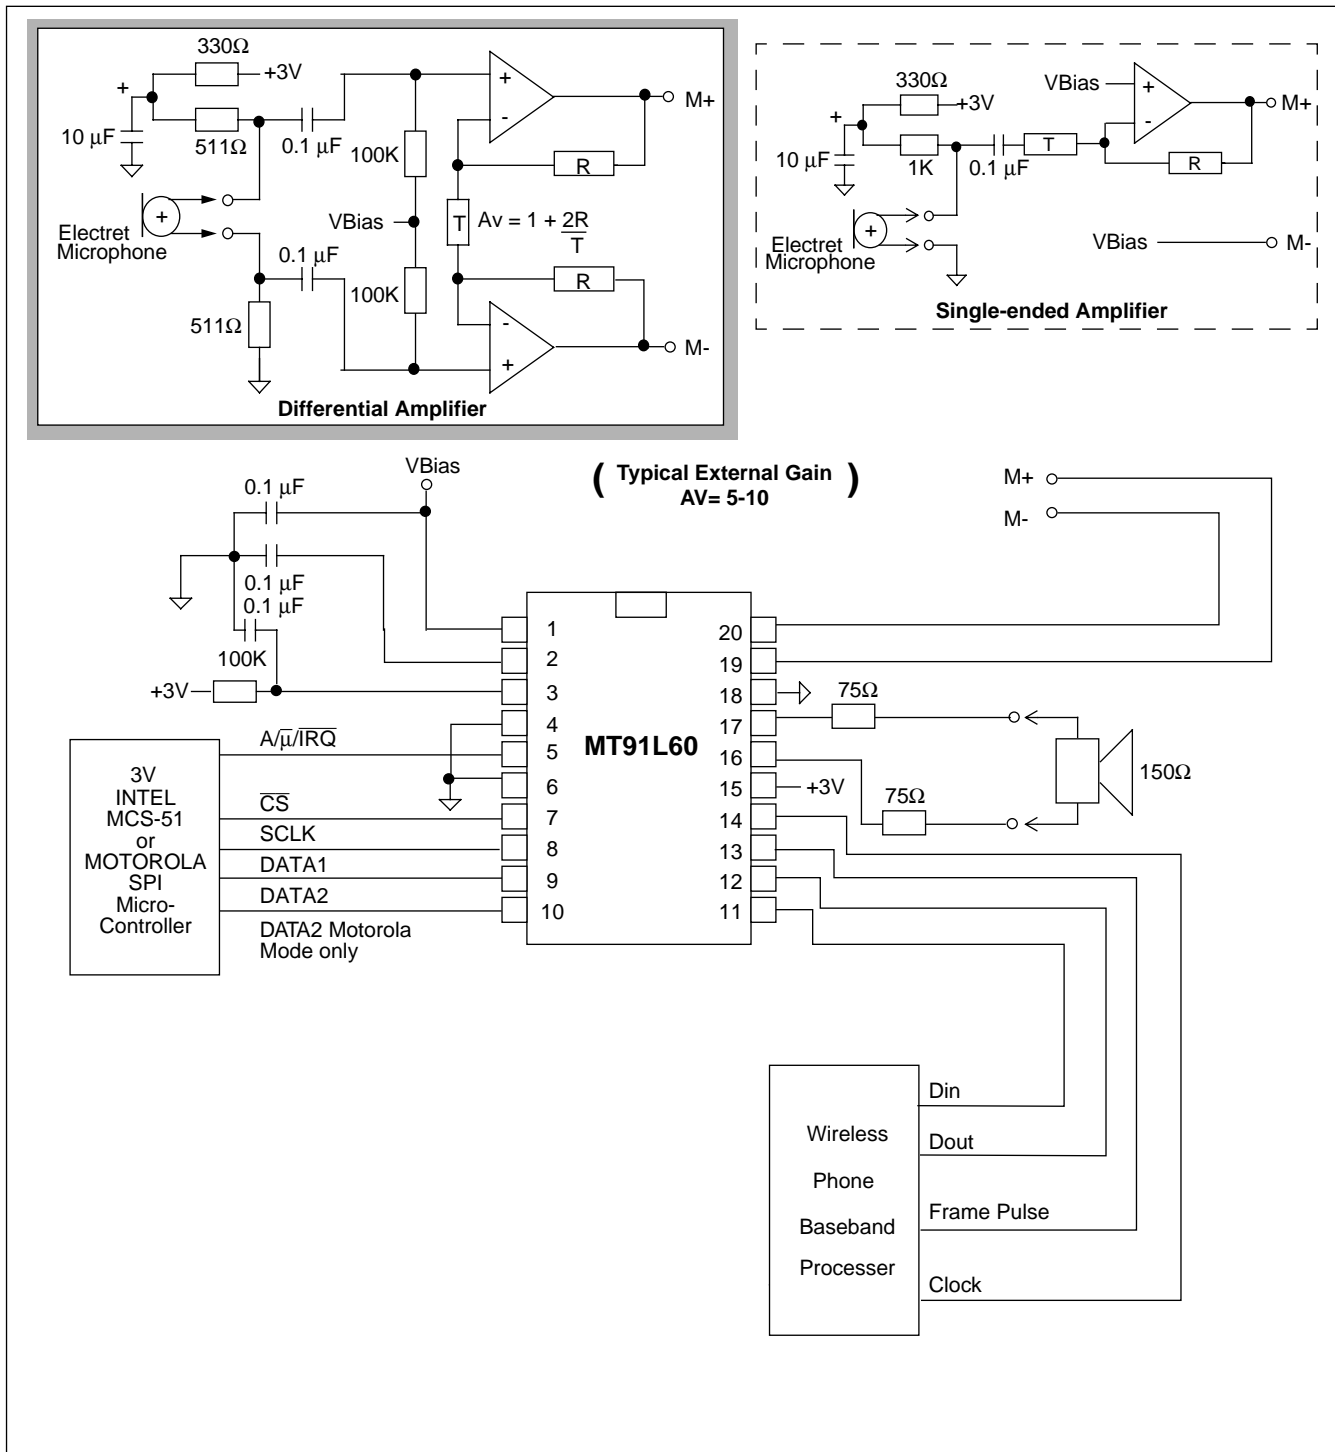 330Ω
+3V
+
10 µF
511Ω
0.1 µF
100K
+
-
M+
R
Electret
Microphone
+
VBias
T
Av = 1 + 2R
T
0.1 µF
100K
R
511Ω
-
+
M-
Differential Amplifier
330Ω
+3V
+
10 µF
1K
0.1 µF
T
VBias
+
-
M+
R
Electret
Microphone
+
VBias
M-
Single-ended Amplifier
VBias
( Typical External Gain )
AV= 5-10
M+
M-
0.1 µF
0.1 µF
0.1 µF
100K
+3V
1
2
3
4
5
6
7
8
9
10
MT91L60
20
19
18
17
16
15
14
13
12
11
+3V
75Ω
75Ω
150Ω
3V
INTEL
MCS-51
or
MOTOROLA
SPI
Micro-
Controller
A/μ̅/I̅R̅Q̅
C̅S̅
SCLK
DATA1
DATA2
DATA2 Motorola
Mode only
Wireless
Phone
Baseband
Processer
Din
Dout
Frame Pulse
Clock